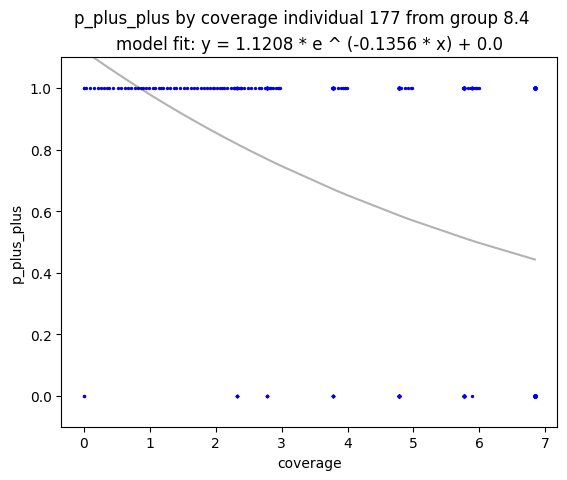 p_plus_plus by coverage individual 177 from group 8.4
model fit: y = 1.1208 * e ^ (-0.1356 * x) + 0.0
1.0
0.8
0.6
0.4
0.2
0.0
p_plus_plus
0 1 2 3 4 5 6 7
coverage